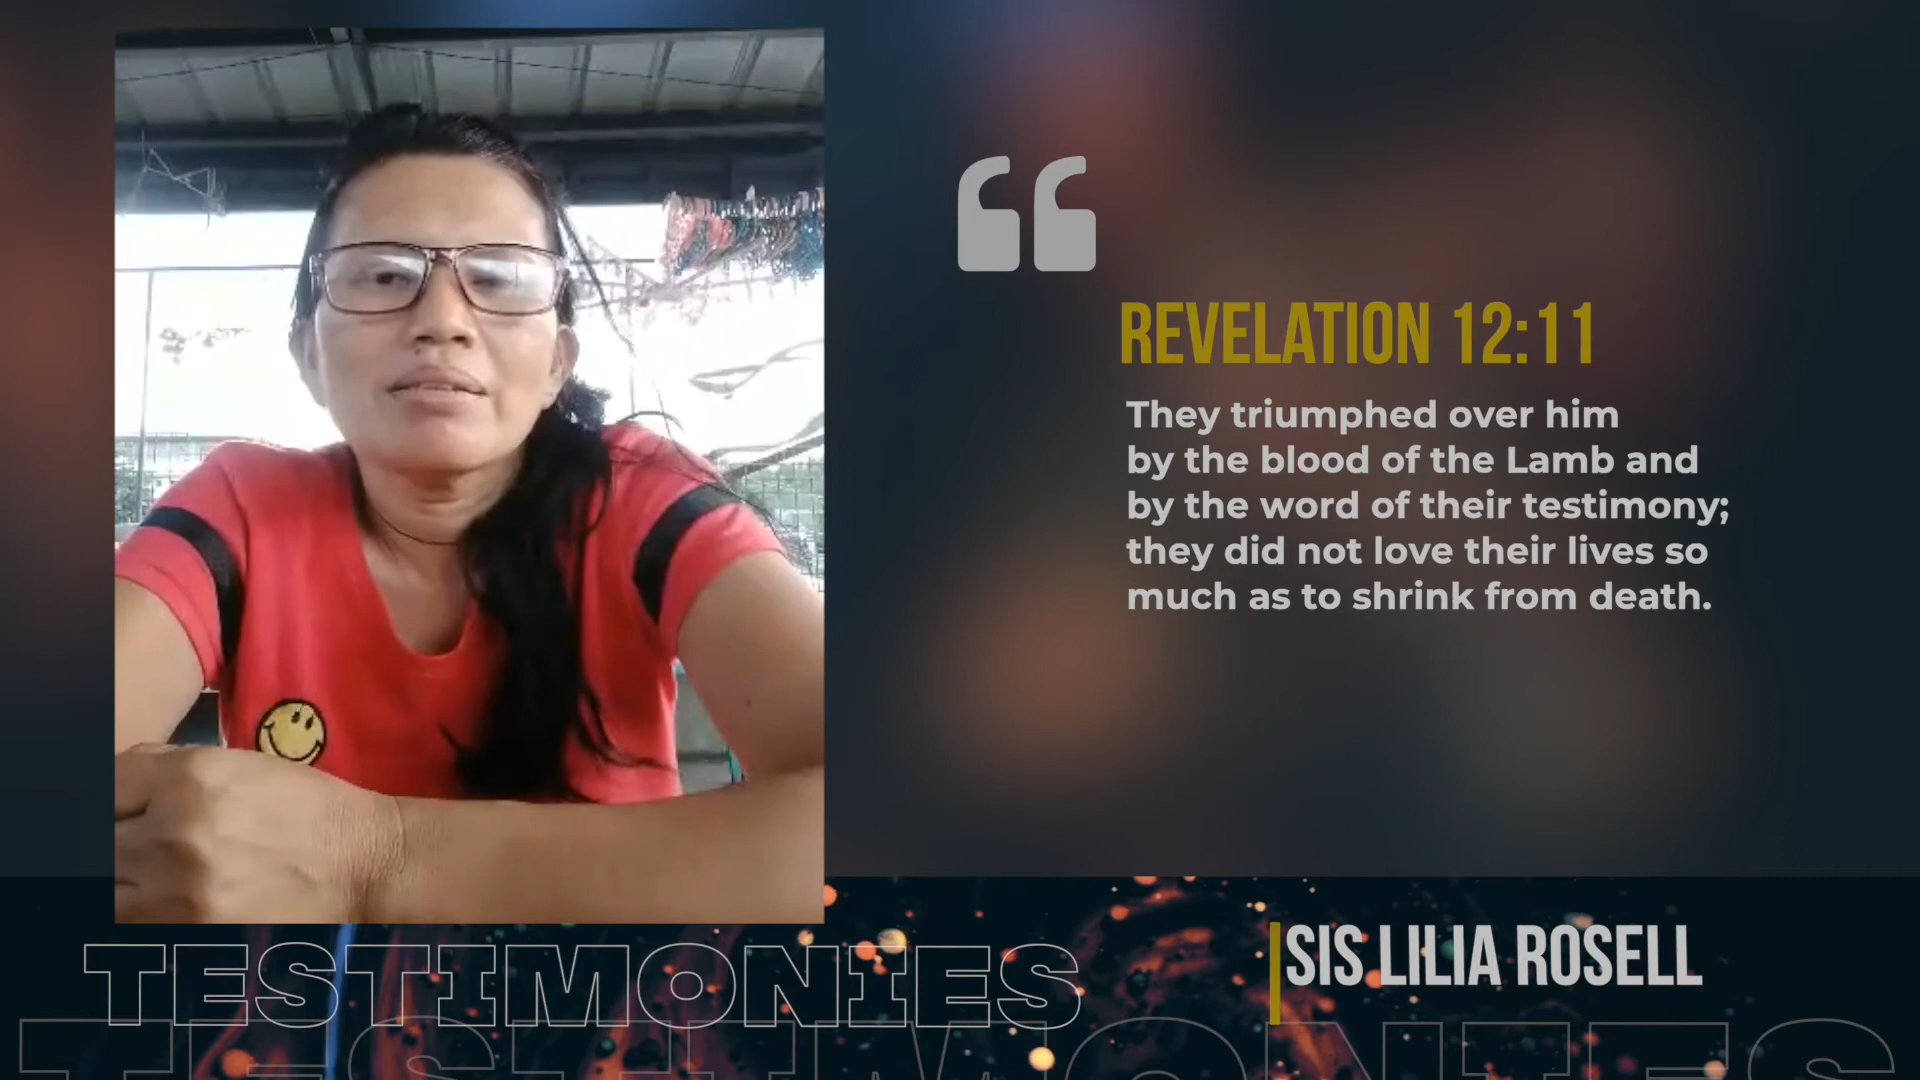 REVELATION 12:11
They triumphed over him
by the blood of the Lamb and
by the word of their testimony;
they did not love their lives so
much as to shrink from death.
TESTIMONIES
SIS LILIA ROSELL
TESTIMONIES